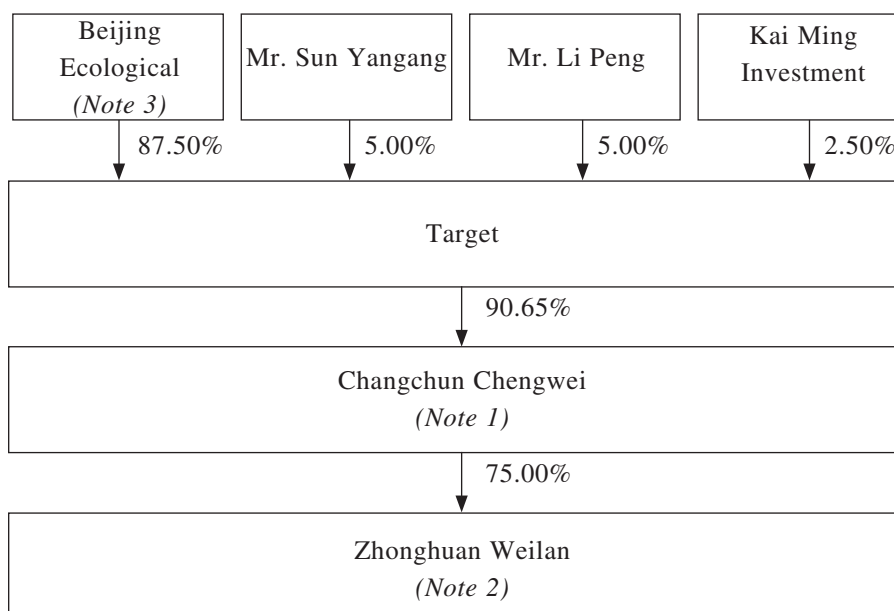 Beijing
Ecological
(Note 3)
Mr. Sun Yangang
Mr. Li Peng
Kai Ming
Investment
87.50%
5.00%
5.00%
2.50%
Target
90.65%
Changchun Chengwei
(Note 1)
75.00%
Zhonghuan Weilan
(Note 2)